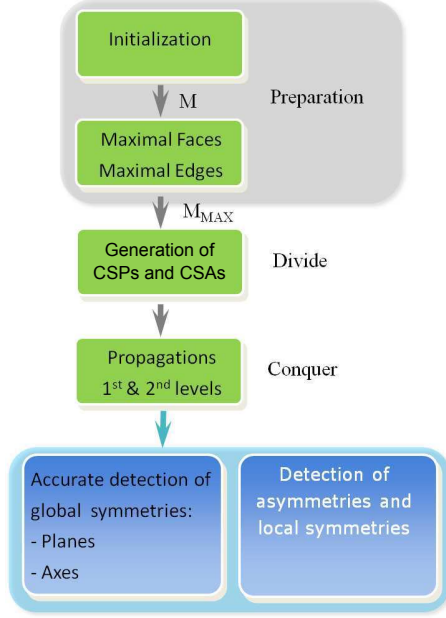 Initialization
M
Preparation
Maximal Faces
Maximal Edges
M_MAX
Generation of
CSPs and CSAs
Divide
Propagations
1st & 2nd levels
Conquer
Accurate detection of
global symmetries:
- Planes
- Axes
Detection of
asymmetries and
local symmetries